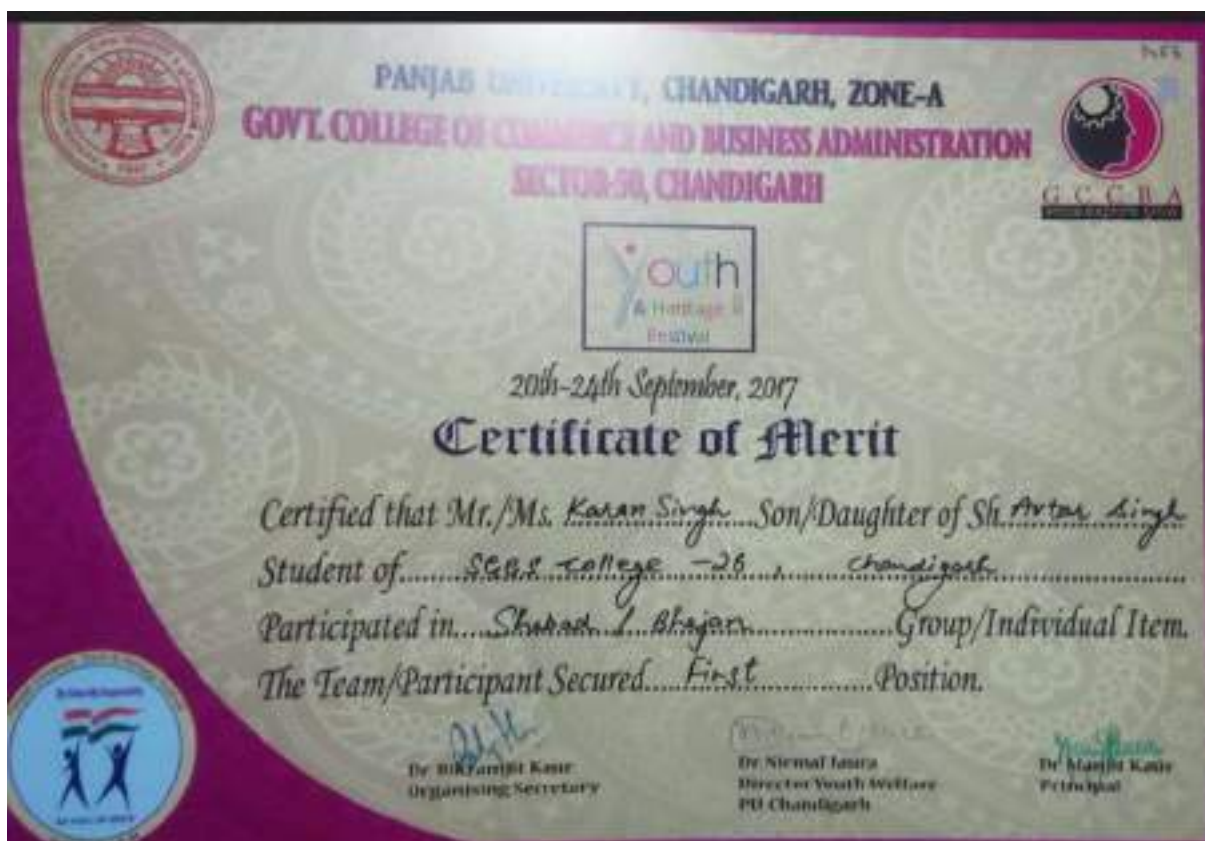 PANJAB UNIVERSITY, CHANDIGARH, ZONE-A
GOVT. COLLEGE OF COMMERCE AND BUSINESS ADMINISTRATION
SECTOR-50, CHANDIGARH
G C C B A
Youth
& Heritage
Festival
20th-24th September, 2017
Certificate of Merit
Certified that Mr./Ms. Karan Singh Son/Daughter of Sh. Avtar Singh
Student of SGGS College -26, Chandigarh
Participated in Shabad / Bhajan Group/Individual Item.
The Team/Participant Secured First Position.
Dr Bikramjit Kaur
Organising Secretary
Dr Nirmal Jaura
Director Youth Welfare
PU Chandigarh
Dr Manjit Kaur
Principal